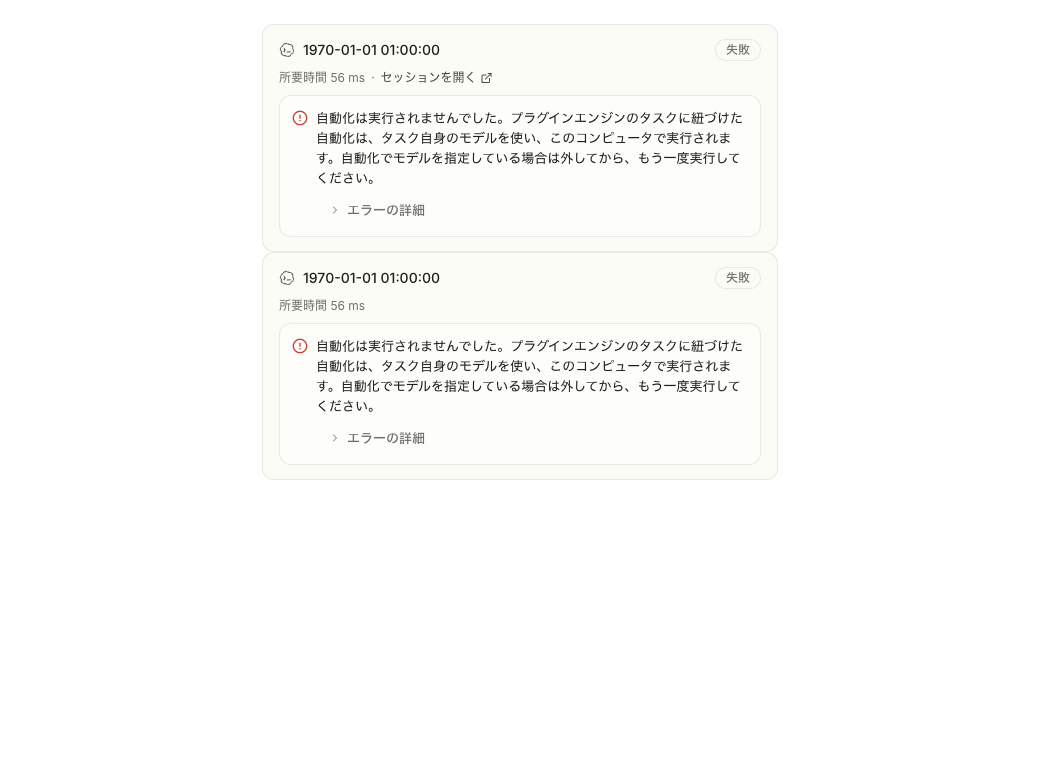 1970-01-01 01:00:00 失敗
所要時間 56 ms · セッションを開く
自動化は実行されませんでした。プラグインエンジンのタスクに紐づけた
自動化は、タスク自身のモデルを使い、このコンピュータで実行されま
す。自動化でモデルを指定している場合は外してから、もう一度実行して
ください。
エラーの詳細
1970-01-01 01:00:00 失敗
所要時間 56 ms
自動化は実行されませんでした。プラグインエンジンのタスクに紐づけた
自動化は、タスク自身のモデルを使い、このコンピュータで実行されま
す。自動化でモデルを指定している場合は外してから、もう一度実行して
ください。
エラーの詳細